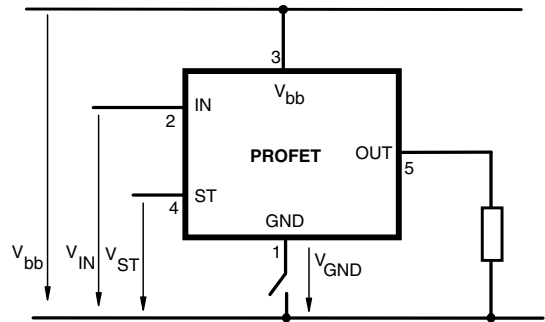 3
V_bb
IN
2
PROFET
OUT
5
ST
4
GND
1
V_bb
V_IN
V_ST
V_GND